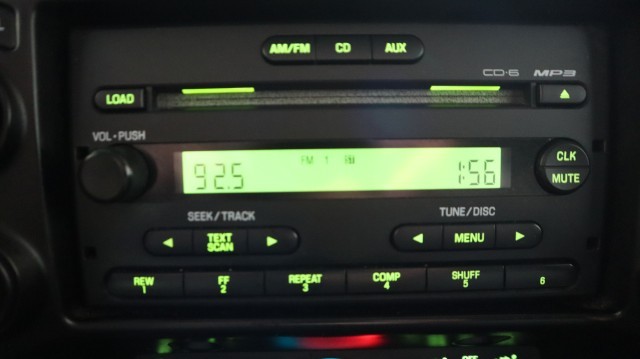 AM/FM CD AUX
CD·6 MP3
LOAD
VOL·PUSH
FM 1
92.5 1:56
CLK
MUTE
SEEK/TRACK TUNE/DISC
TEXT SCAN MENU
REW 1 FF 2 REPEAT 3 COMP 4 SHUFF 5 6
OFF